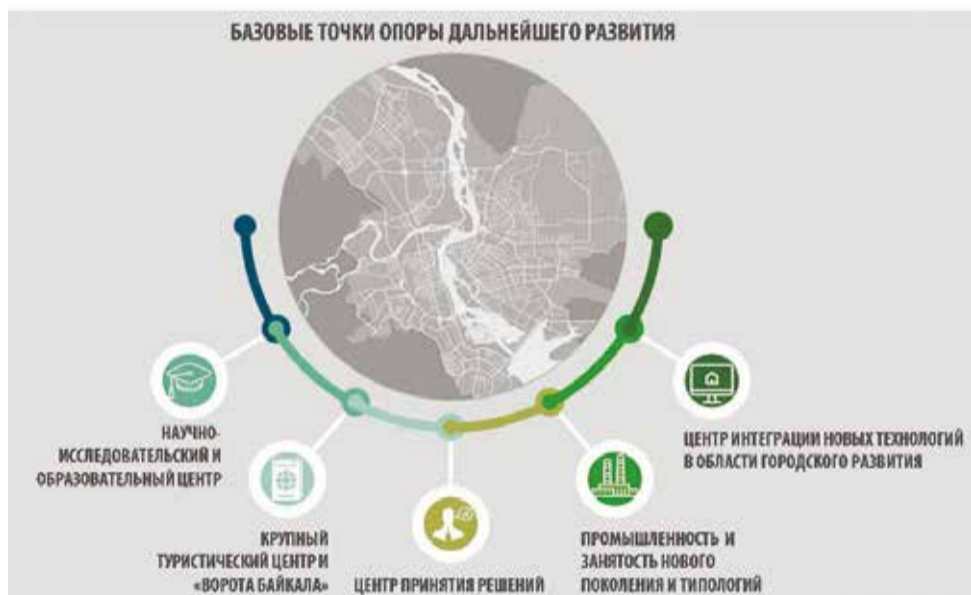 БАЗОВЫЕ ТОЧКИ ОПОРЫ ДАЛЬНЕЙШЕГО РАЗВИТИЯ
НАУЧНО-
ИССЛЕДОВАТЕЛЬСКИЙ И
ОБРАЗОВАТЕЛЬНЫЙ ЦЕНТР
КРУПНЫЙ
ТУРИСТИЧЕСКИЙ ЦЕНТР И
«ВОРОТА БАЙКАЛА»
ЦЕНТР ПРИНЯТИЯ РЕШЕНИЙ
ПРОМЫШЛЕННОСТЬ И
ЗАНЯТОСТЬ НОВОГО
ПОКОЛЕНИЯ И ТИПОЛОГИЙ
ЦЕНТР ИНТЕГРАЦИИ НОВЫХ ТЕХНОЛОГИЙ
В ОБЛАСТИ ГОРОДСКОГО РАЗВИТИЯ